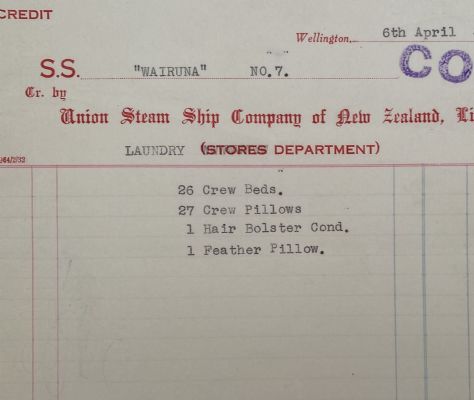 CREDIT
Wellington, 6th April
CO
S.S. "WAIRUNA" NO.7.
Cr. by
Union Steam Ship Company of New Zealand, Li
LAUNDRY (STORES DEPARTMENT)
26 Crew Beds.
27 Crew Pillows
1 Hair Bolster Cond.
1 Feather Pillow.